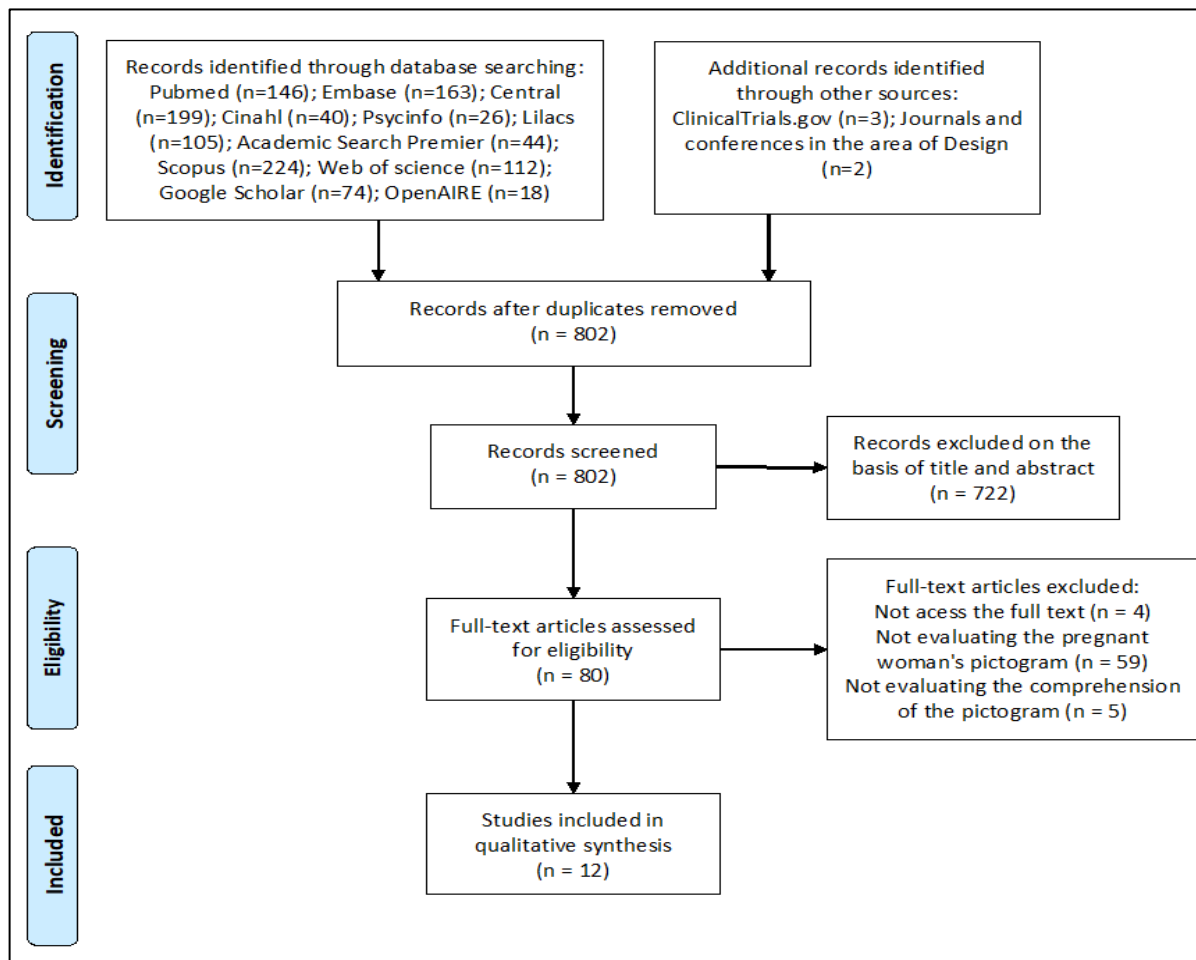 Identification
Records identified through database searching:
Pubmed (n=146); Embase (n=163); Central
(n=199); Cinahl (n=40); Psycinfo (n=26); Lilacs
(n=105); Academic Search Premier (n=44);
Scopus (n=224); Web of science (n=112);
Google Scholar (n=74); OpenAIRE (n=18)
Additional records identified
through other sources:
ClinicalTrials.gov (n=3); Journals and
conferences in the area of Design
(n=2)
Screening
Records after duplicates removed
(n = 802)
Records screened
(n = 802)
Records excluded on the
basis of title and abstract
(n = 722)
Eligibility
Full-text articles assessed
for eligibility
(n = 80)
Full-text articles excluded:
Not acess the full text (n = 4)
Not evaluating the pregnant
woman's pictogram (n = 59)
Not evaluating the comprehension
of the pictogram (n = 5)
Included
Studies included in
qualitative synthesis
(n = 12)